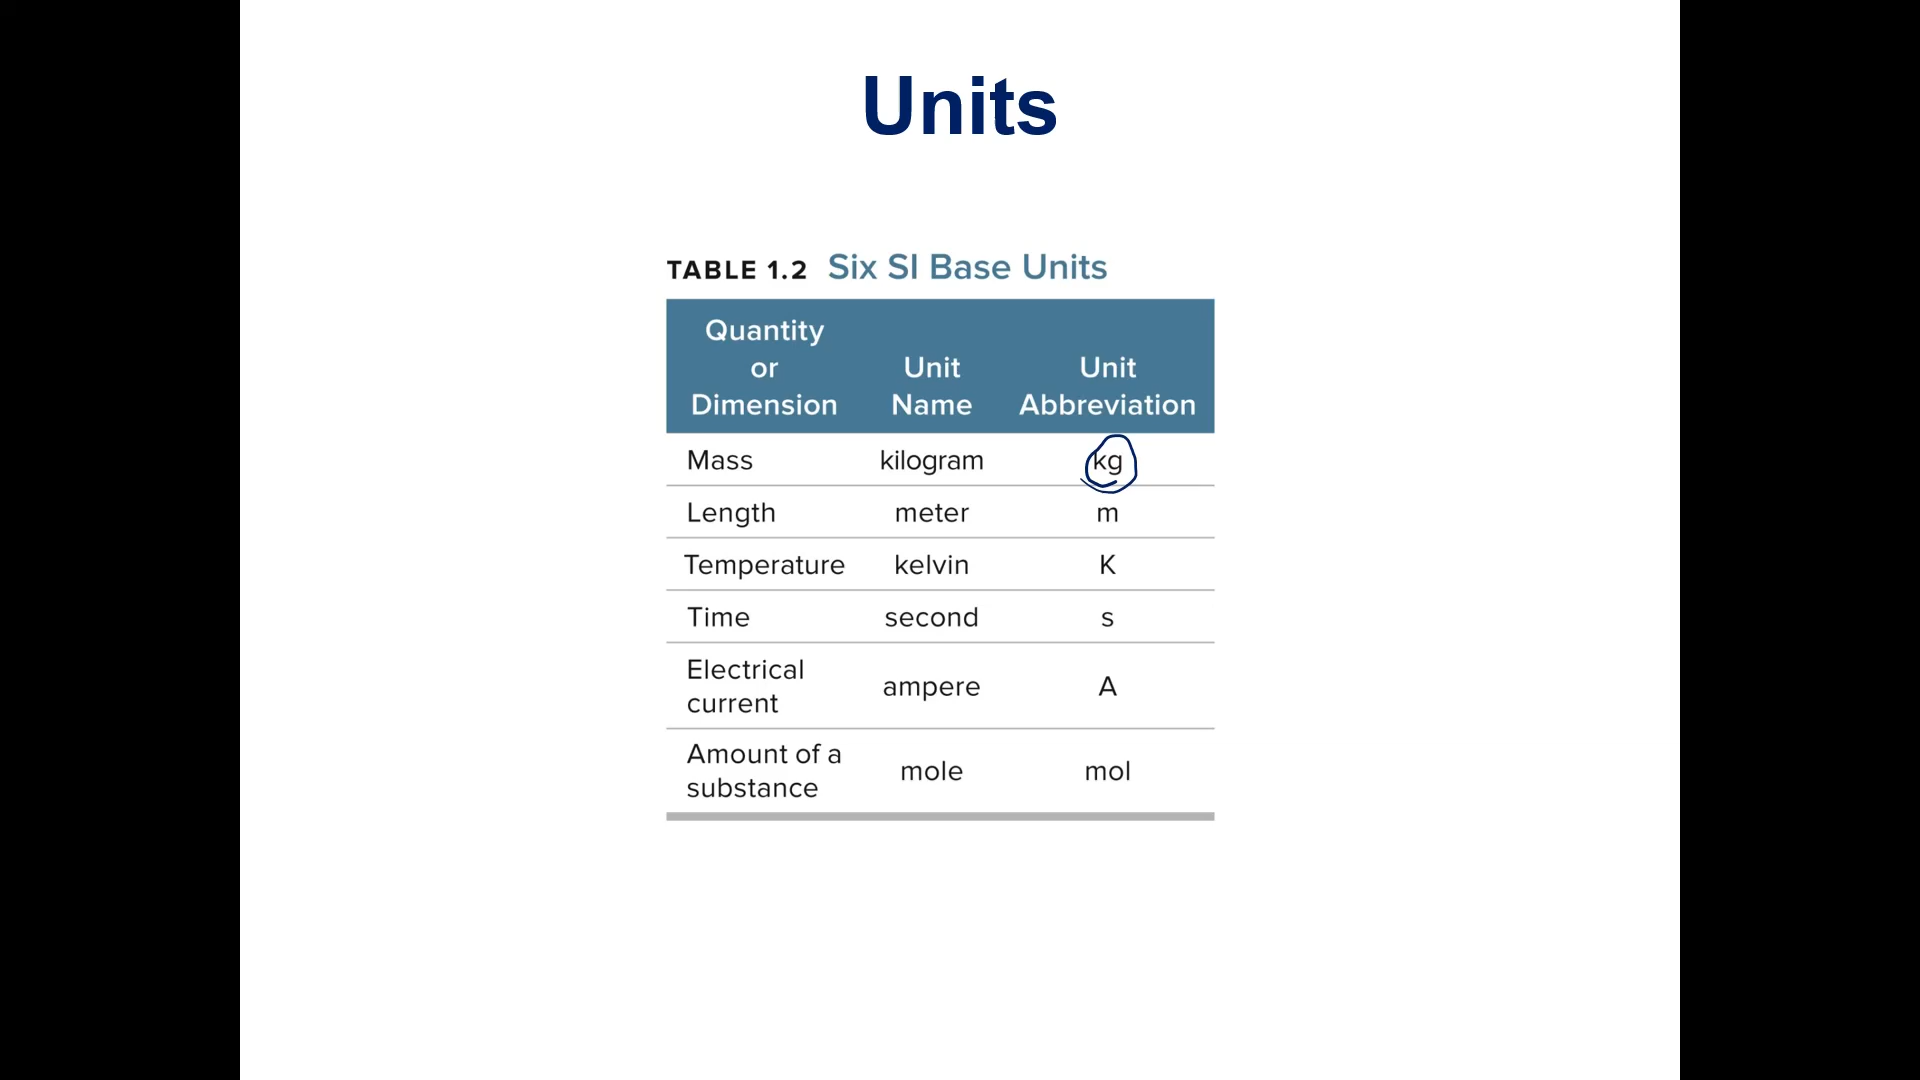 Units
TABLE 1.2 Six SI Base Units
Quantity or Dimension Unit Name Unit Abbreviation
Mass kilogram kg
Length meter m
Temperature kelvin K
Time second s
Electrical current ampere A
Amount of a substance mole mol